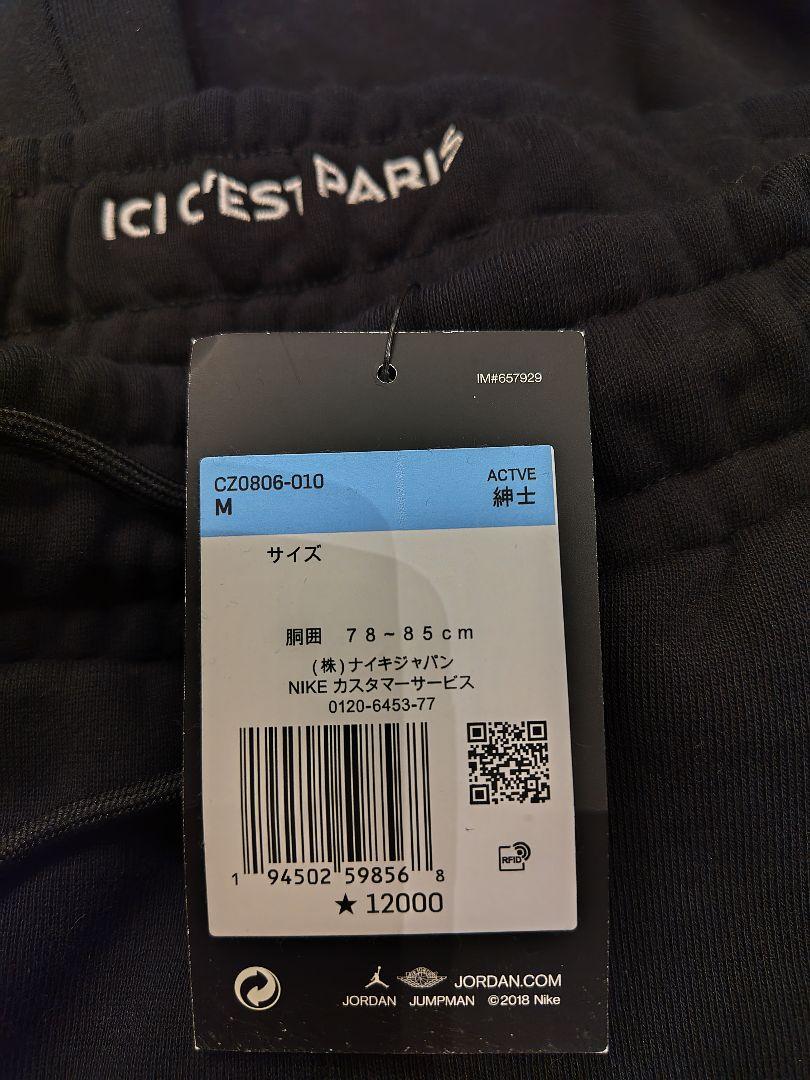 ICI C'EST PARIS
IM#657929
CZ0806-010
ACTVE
M
紳士
サイズ
胴囲 78~85cm
(株)ナイキジャパン
NIKE カスタマーサービス
0120-6453-77
RFID
1 94502 59856 8
★ 12000
JORDAN.COM
JORDAN JUMPMAN ©2018 Nike